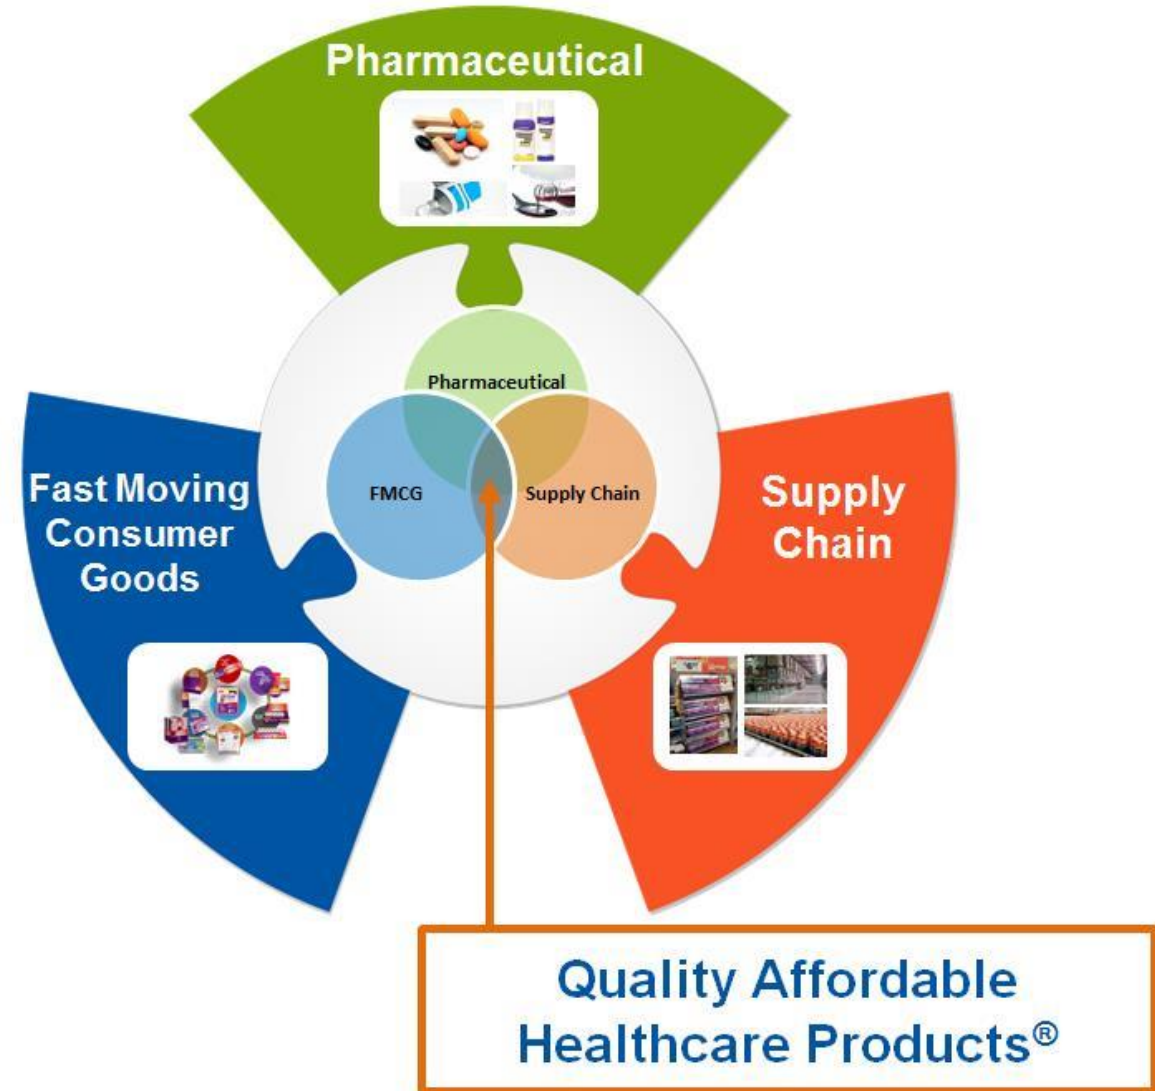 Pharmaceutical
Pharmaceutical
FMCG
Supply Chain
Fast Moving
Consumer
Goods
Supply
Chain
Quality Affordable
Healthcare Products®